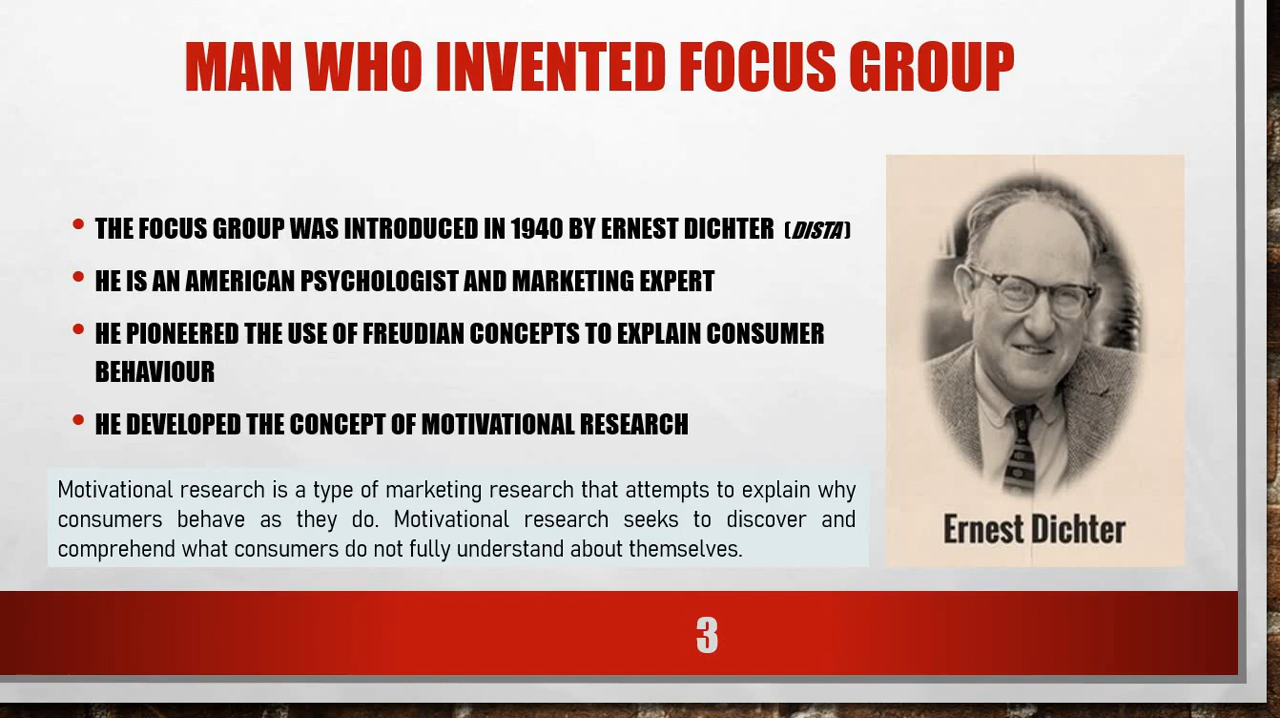 MAN WHO INVENTED FOCUS GROUP
• THE FOCUS GROUP WAS INTRODUCED IN 1940 BY ERNEST DICHTER (DISTA)
• HE IS AN AMERICAN PSYCHOLOGIST AND MARKETING EXPERT
• HE PIONEERED THE USE OF FREUDIAN CONCEPTS TO EXPLAIN CONSUMER
BEHAVIOUR
• HE DEVELOPED THE CONCEPT OF MOTIVATIONAL RESEARCH
Motivational research is a type of marketing research that attempts to explain why
consumers behave as they do. Motivational research seeks to discover and
comprehend what consumers do not fully understand about themselves.
Ernest Dichter
3